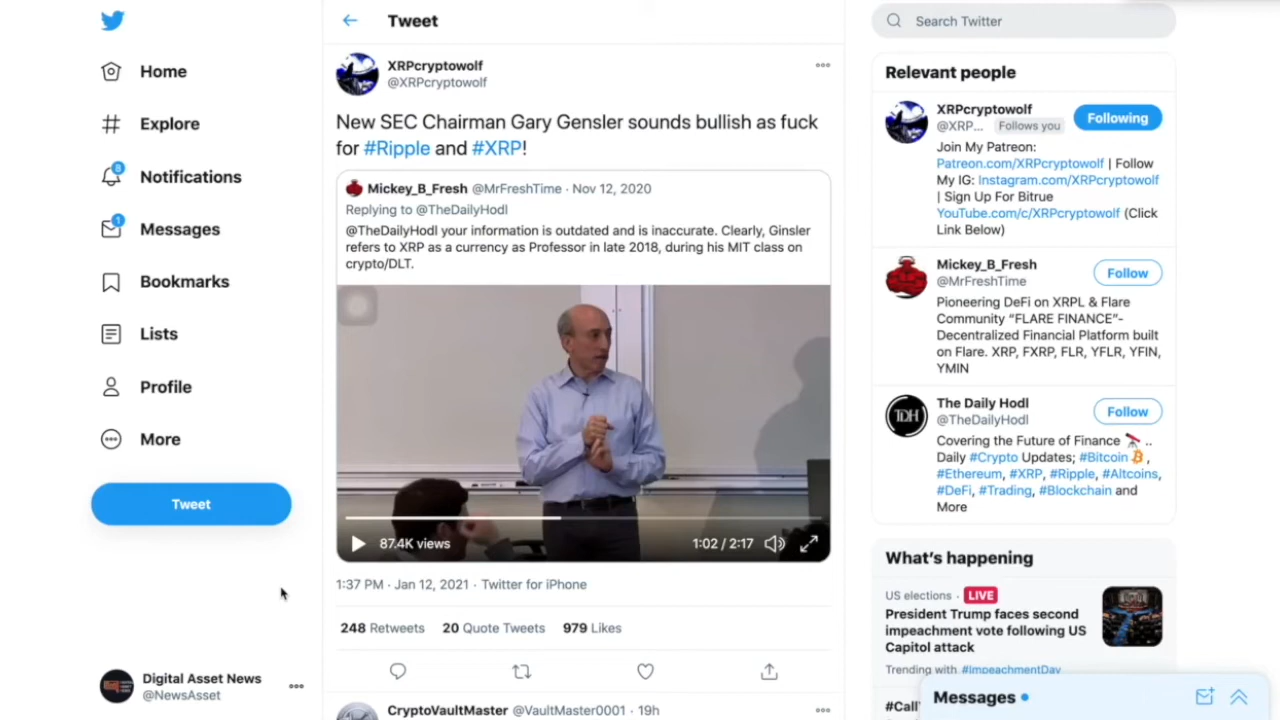 Home
Explore
8
Notifications
1
Messages
Bookmarks
Lists
Profile
More
Tweet
Digital Asset News
@NewsAsset
Tweet
XRPcryptowolf
@XRPcryptowolf
New SEC Chairman Gary Gensler sounds bullish as fuck
for #Ripple and #XRP!
Mickey_B_Fresh @MrFreshTime · Nov 12, 2020
Replying to @TheDailyHodl
@TheDailyHodl your information is outdated and is inaccurate. Clearly, Ginsler
refers to XRP as a currency as Professor in late 2018, during his MIT class on
crypto/DLT.
87.4K views
1:02 / 2:17
1:37 PM · Jan 12, 2021 · Twitter for iPhone
248 Retweets 20 Quote Tweets 979 Likes
CryptoVaultMaster @VaultMaster0001 · 19h
Search Twitter
Relevant people
XRPcryptowolf
@XRP... Follows you
Following
Join My Patreon:
Patreon.com/XRPcryptowolf | Follow
My IG: Instagram.com/XRPcryptowolf
| Sign Up For Bitrue
YouTube.com/c/XRPcryptowolf (Click
Link Below)
Mickey_B_Fresh
@MrFreshTime
Follow
Pioneering DeFi on XRPL & Flare
Community “FLARE FINANCE”-
Decentralized Financial Platform built
on Flare. XRP, FXRP, FLR, YFLR, YFIN,
YMIN
TDH
The Daily Hodl
@TheDailyHodl
Follow
Covering the Future of Finance 🔭 ..
Daily #Crypto Updates; #Bitcoin ₿,
#Ethereum, #XRP, #Ripple, #Altcoins,
#DeFi, #Trading, #Blockchain and
More
What's happening
US elections · LIVE
President Trump faces second
impeachment vote following US
Capitol attack
Trending with #ImpeachmentDay
#Call
Messages